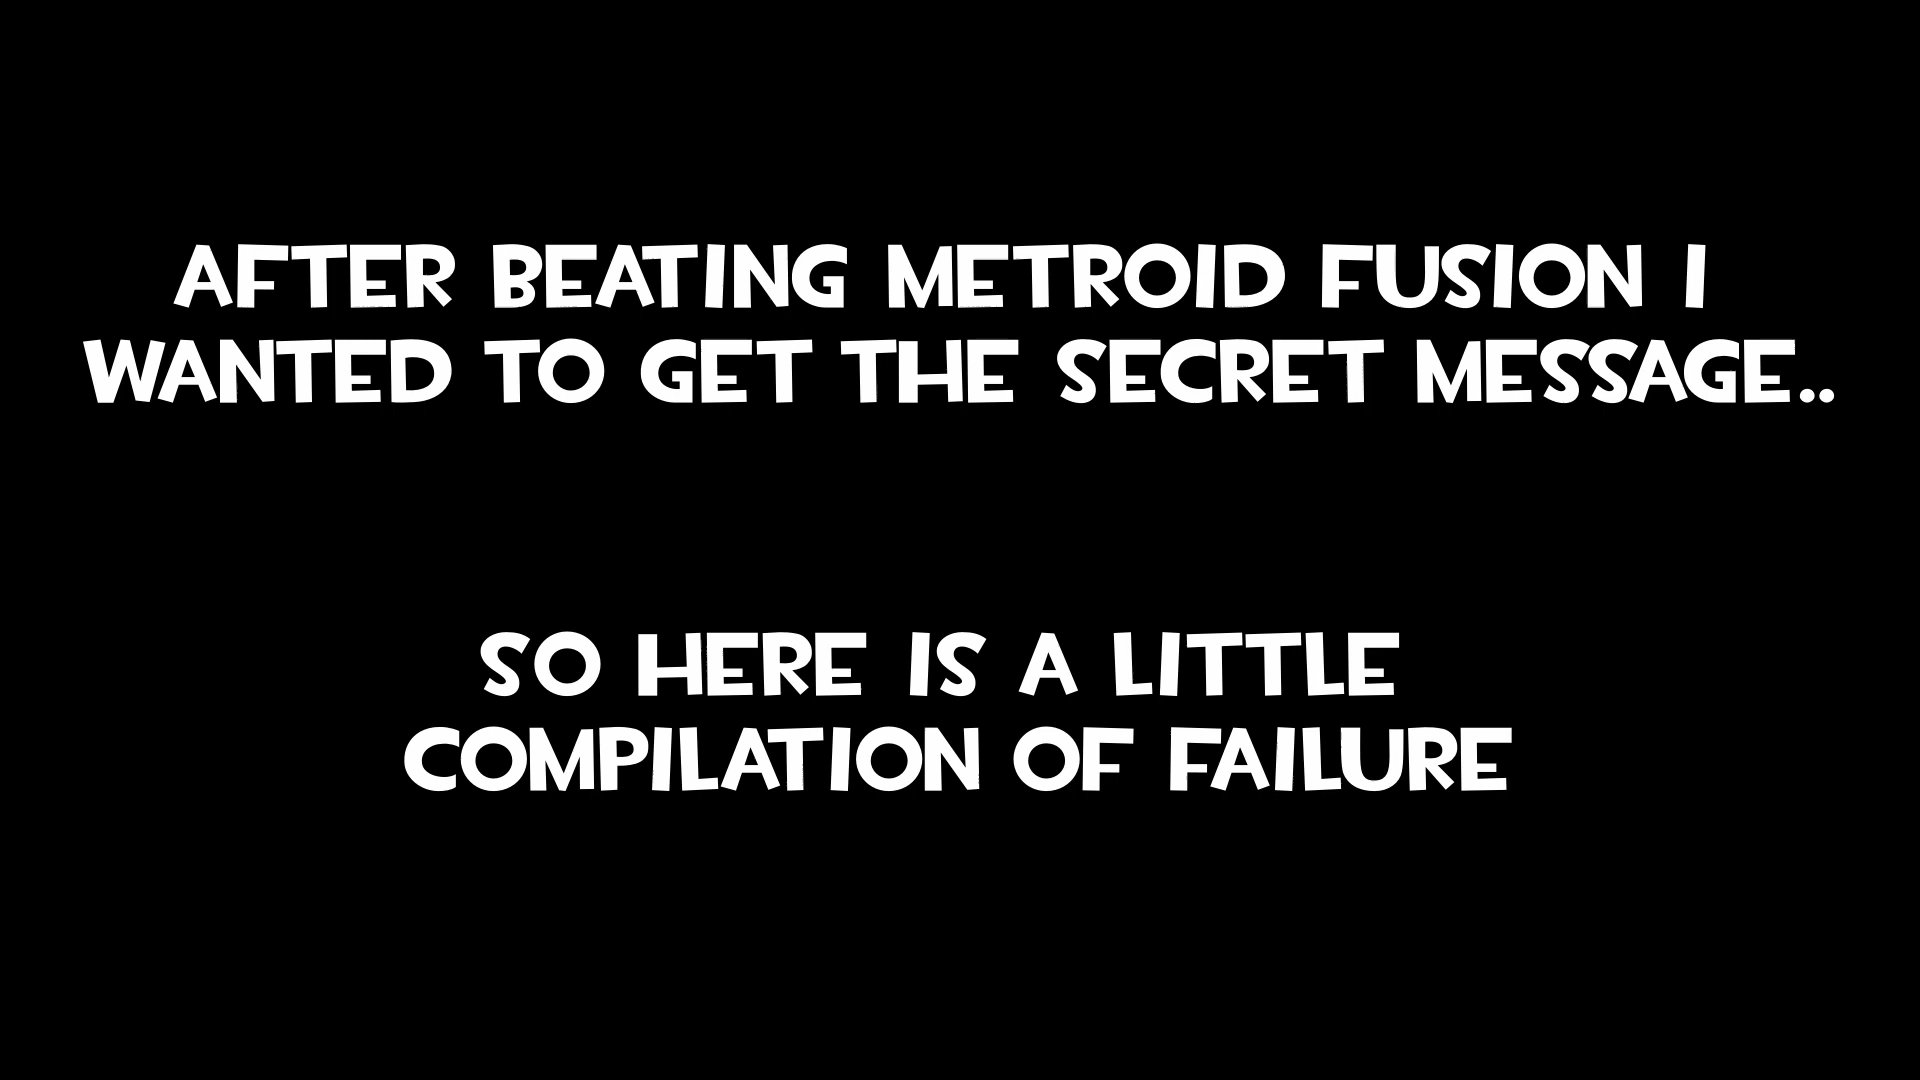 AFTER BEATING METROID FUSION I
WANTED TO GET THE SECRET MESSAGE..
SO HERE IS A LITTLE
COMPILATION OF FAILURE